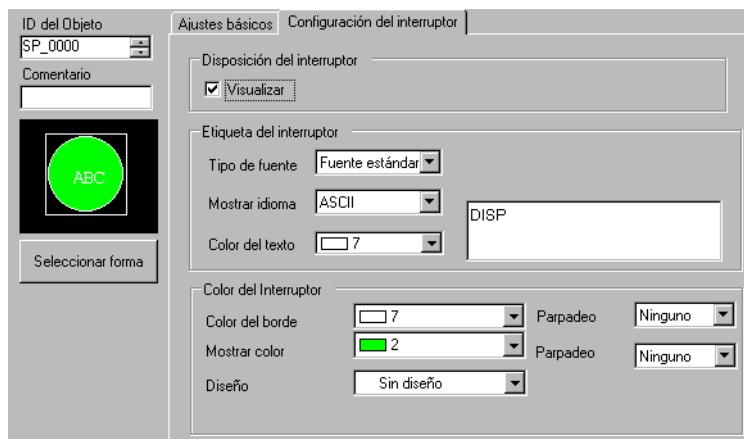 ID del Objeto
SP_0000
Comentario
ABC
Seleccionar forma
Ajustes básicos
Configuración del interruptor
Disposición del interruptor
Visualizar
Etiqueta del interruptor
Tipo de fuente
Fuente estándar
Mostrar idioma
ASCII
Color del texto
7
DISP
Color del Interruptor
Color del borde
7
Parpadeo
Ninguno
Mostrar color
2
Parpadeo
Ninguno
Diseño
Sin diseño